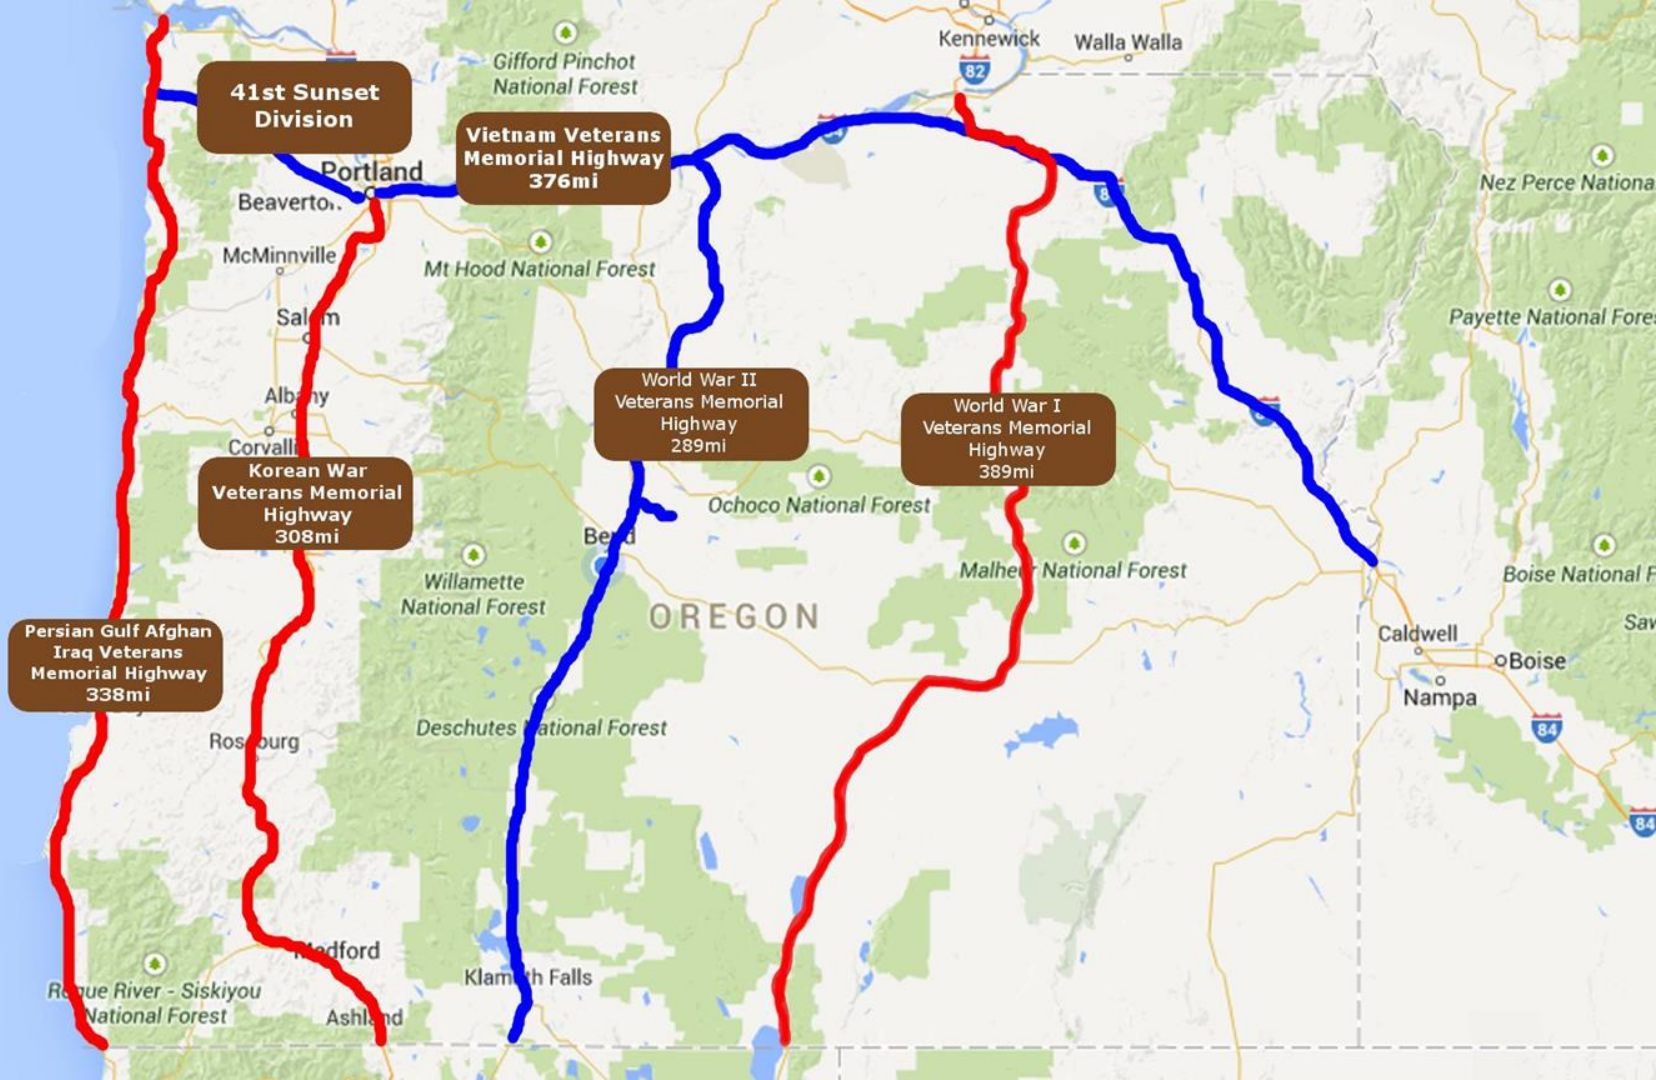 Kennewick
Walla Walla
82
Gifford Pinchot
National Forest
41st Sunset
Division
Vietnam Veterans
Memorial Highway
376mi
Portland
Beaverton
Nez Perce Nationa
McMinnville
Mt Hood National Forest
Salem
Payette National Fore
World War II
Veterans Memorial
Highway
289mi
World War I
Veterans Memorial
Highway
389mi
Albany
Corvalli
Korean War
Veterans Memorial
Highway
308mi
Ochoco National Forest
Bend
Willamette
National Forest
Malheur National Forest
Boise National F
OREGON
Persian Gulf Afghan
Iraq Veterans
Memorial Highway
338mi
Caldwell
Boise
Nampa
Saw
Deschutes National Forest
Roseburg
84
84
Medford
Klamath Falls
Rogue River - Siskiyou
National Forest
Ashland